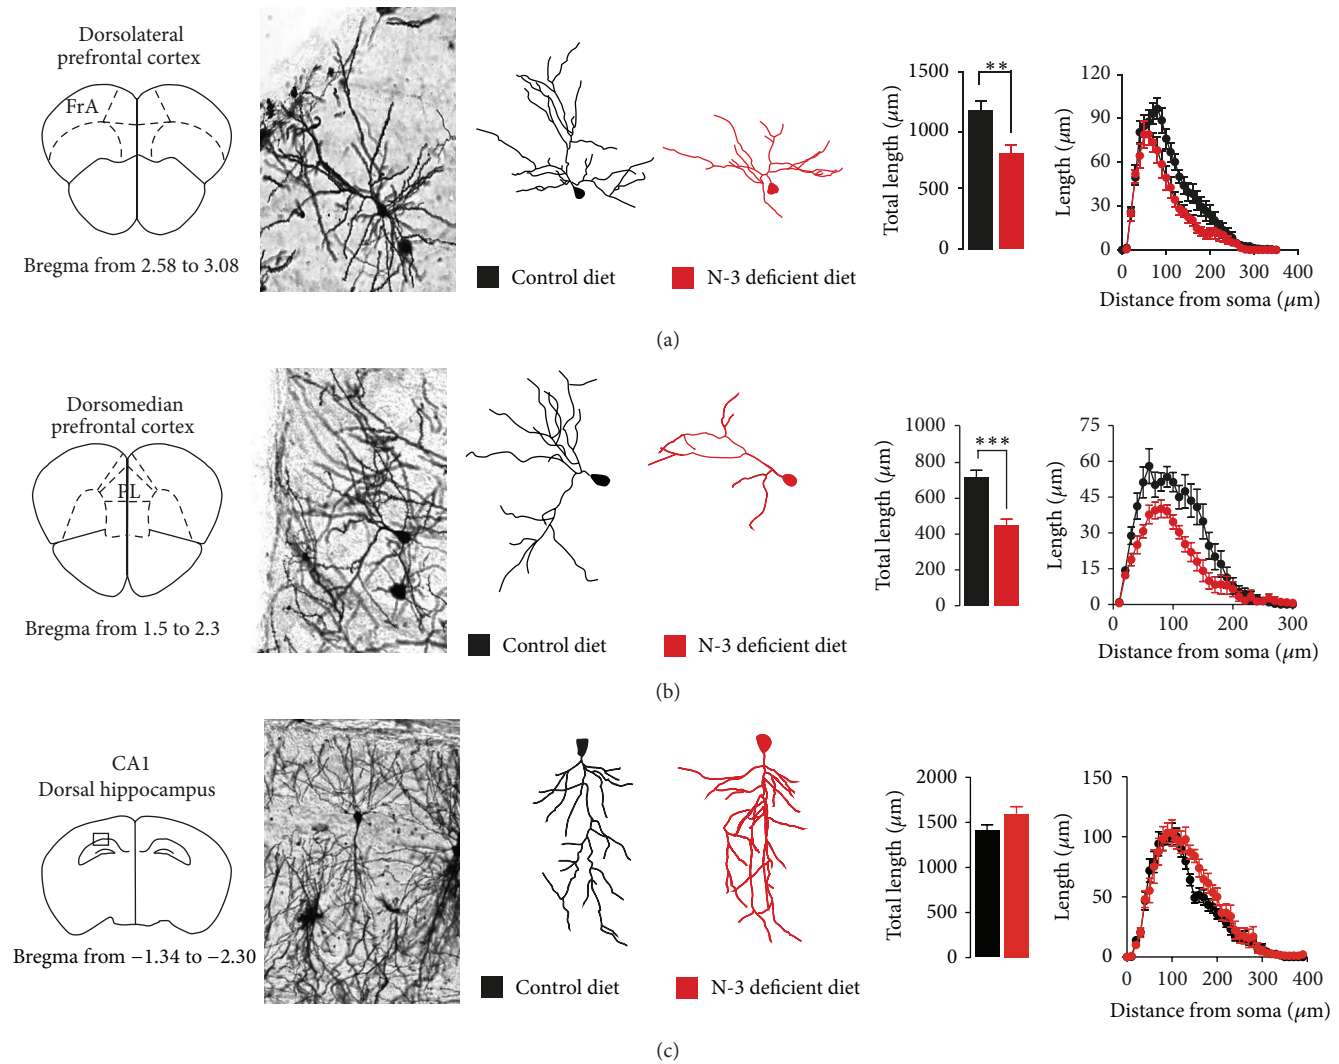 Dorsolateral
prefrontal cortex
FrA
Bregma from 2.58 to 3.08
Control diet
N-3 deficient diet
Total length (μm)
1500
1000
500
0
**
Length (μm)
120
90
60
30
0
0 100 200 300 400
Distance from soma (μm)
(a)
Dorsomedian
prefrontal cortex
PL
Bregma from 1.5 to 2.3
Control diet
N-3 deficient diet
Total length (μm)
1000
800
600
400
200
0
***
Length (μm)
75
60
45
30
15
0
0 100 200 300
Distance from soma (μm)
(b)
CA1
Dorsal hippocampus
Bregma from −1.34 to −2.30
Control diet
N-3 deficient diet
Total length (μm)
2000
1500
1000
500
0
Length (μm)
150
100
50
0
0 100 200 300 400
Distance from soma (μm)
(c)